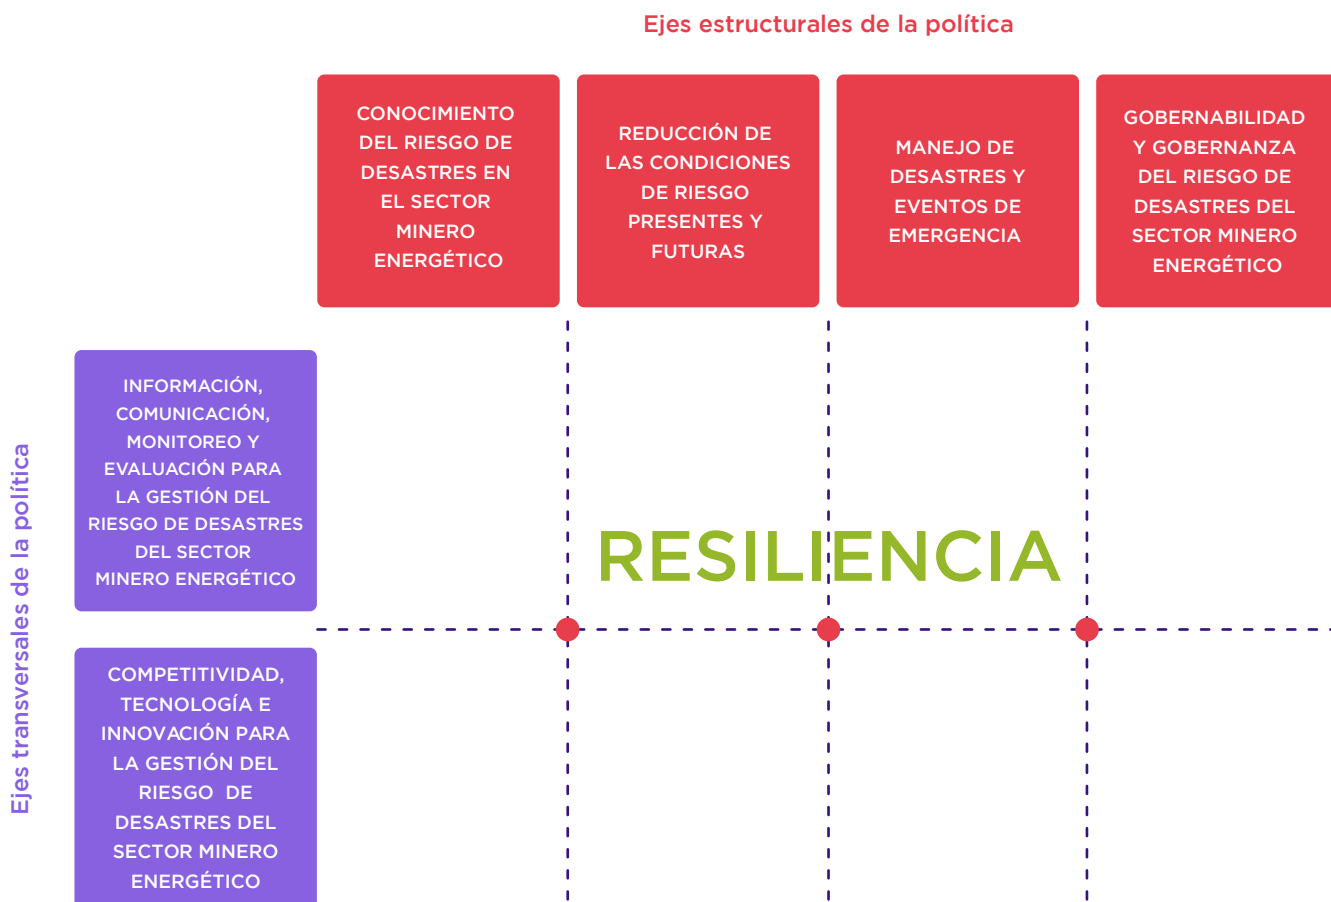 Ejes estructurales de la política
CONOCIMIENTO
DEL RIESGO DE
DESASTRES EN
EL SECTOR
MINERO
ENERGÉTICO
REDUCCIÓN DE
LAS CONDICIONES
DE RIESGO
PRESENTES Y
FUTURAS
MANEJO DE
DESASTRES Y
EVENTOS DE
EMERGENCIA
GOBERNABILIDAD
Y GOBERNANZA
DEL RIESGO DE
DESASTRES DEL
SECTOR MINERO
ENERGÉTICO
Ejes transversales de la política
INFORMACIÓN,
COMUNICACIÓN,
MONITOREO Y
EVALUACIÓN PARA
LA GESTIÓN DEL
RIESGO DE DESASTRES
DEL SECTOR
MINERO ENERGÉTICO
RESILIENCIA
COMPETITIVIDAD,
TECNOLOGÍA E
INNOVACIÓN PARA
LA GESTIÓN DEL
RIESGO DE
DESASTRES DEL
SECTOR MINERO
ENERGÉTICO